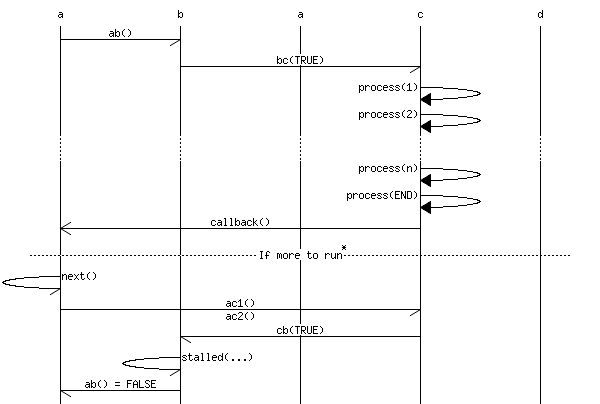 a b a c d
ab()
bc(TRUE)
process(1)
process(2)
process(n)
process(END)
callback()
If more to run*
next()
ac1()
ac2()
cb(TRUE)
stalled(...)
ab() = FALSE